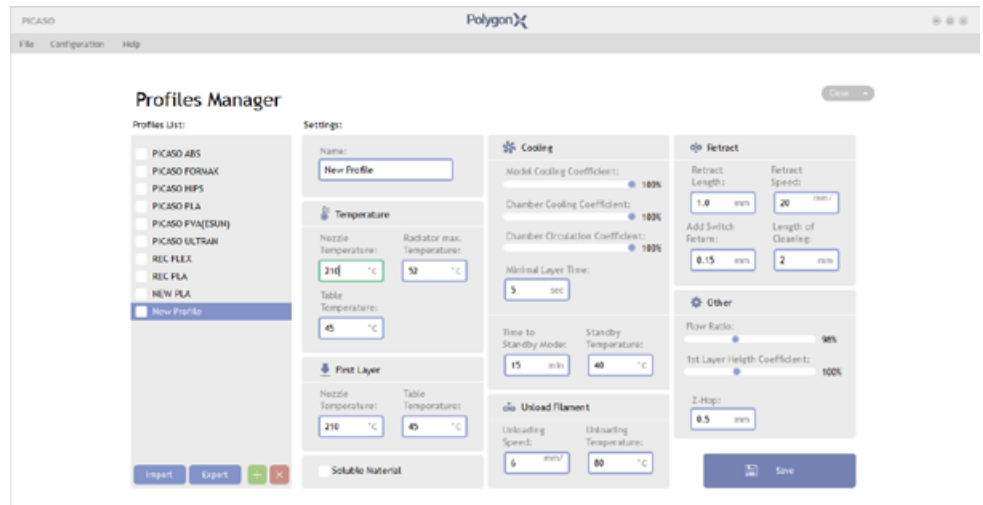 PICASO
PolygonX
File Configuration Help
Profiles Manager
Close
Profiles List:
PICASO ABS
PICASO FORMAX
PICASO HIPS
PICASO PLA
PICASO PVA(ESUN)
PICASO ULTRAN
REC FLEX
REC PLA
NEW PLA
New Profile
Import Export + ×
Settings:
Name:
New Profile
Temperature
Nozzle Temperature:
210 °C
Radiator max. Temperature:
52 °C
Table Temperature:
45 °C
First Layer
Nozzle Temperature:
210 °C
Table Temperature:
45 °C
Soluble Material
Cooling
Model Cooling Coefficient:
100%
Chamber Cooling Coefficient:
100%
Chamber Circulation Coefficient:
100%
Minimal Layer Time:
5 sec
Time to Standby Mode:
15 min
Standby Temperature:
40 °C
Unload Filament
Unloading Speed:
6 mm/
Unloading Temperature:
80 °C
Retract
Retract Length:
1.0 mm
Retract Speed:
20 mm/
Add Switch Return:
0.15 mm
Length of Cleaning:
2 mm
Other
Flow Ratio:
98%
1st Layer Heigth Coefficient:
100%
Z-Hop:
0.5 mm
Save